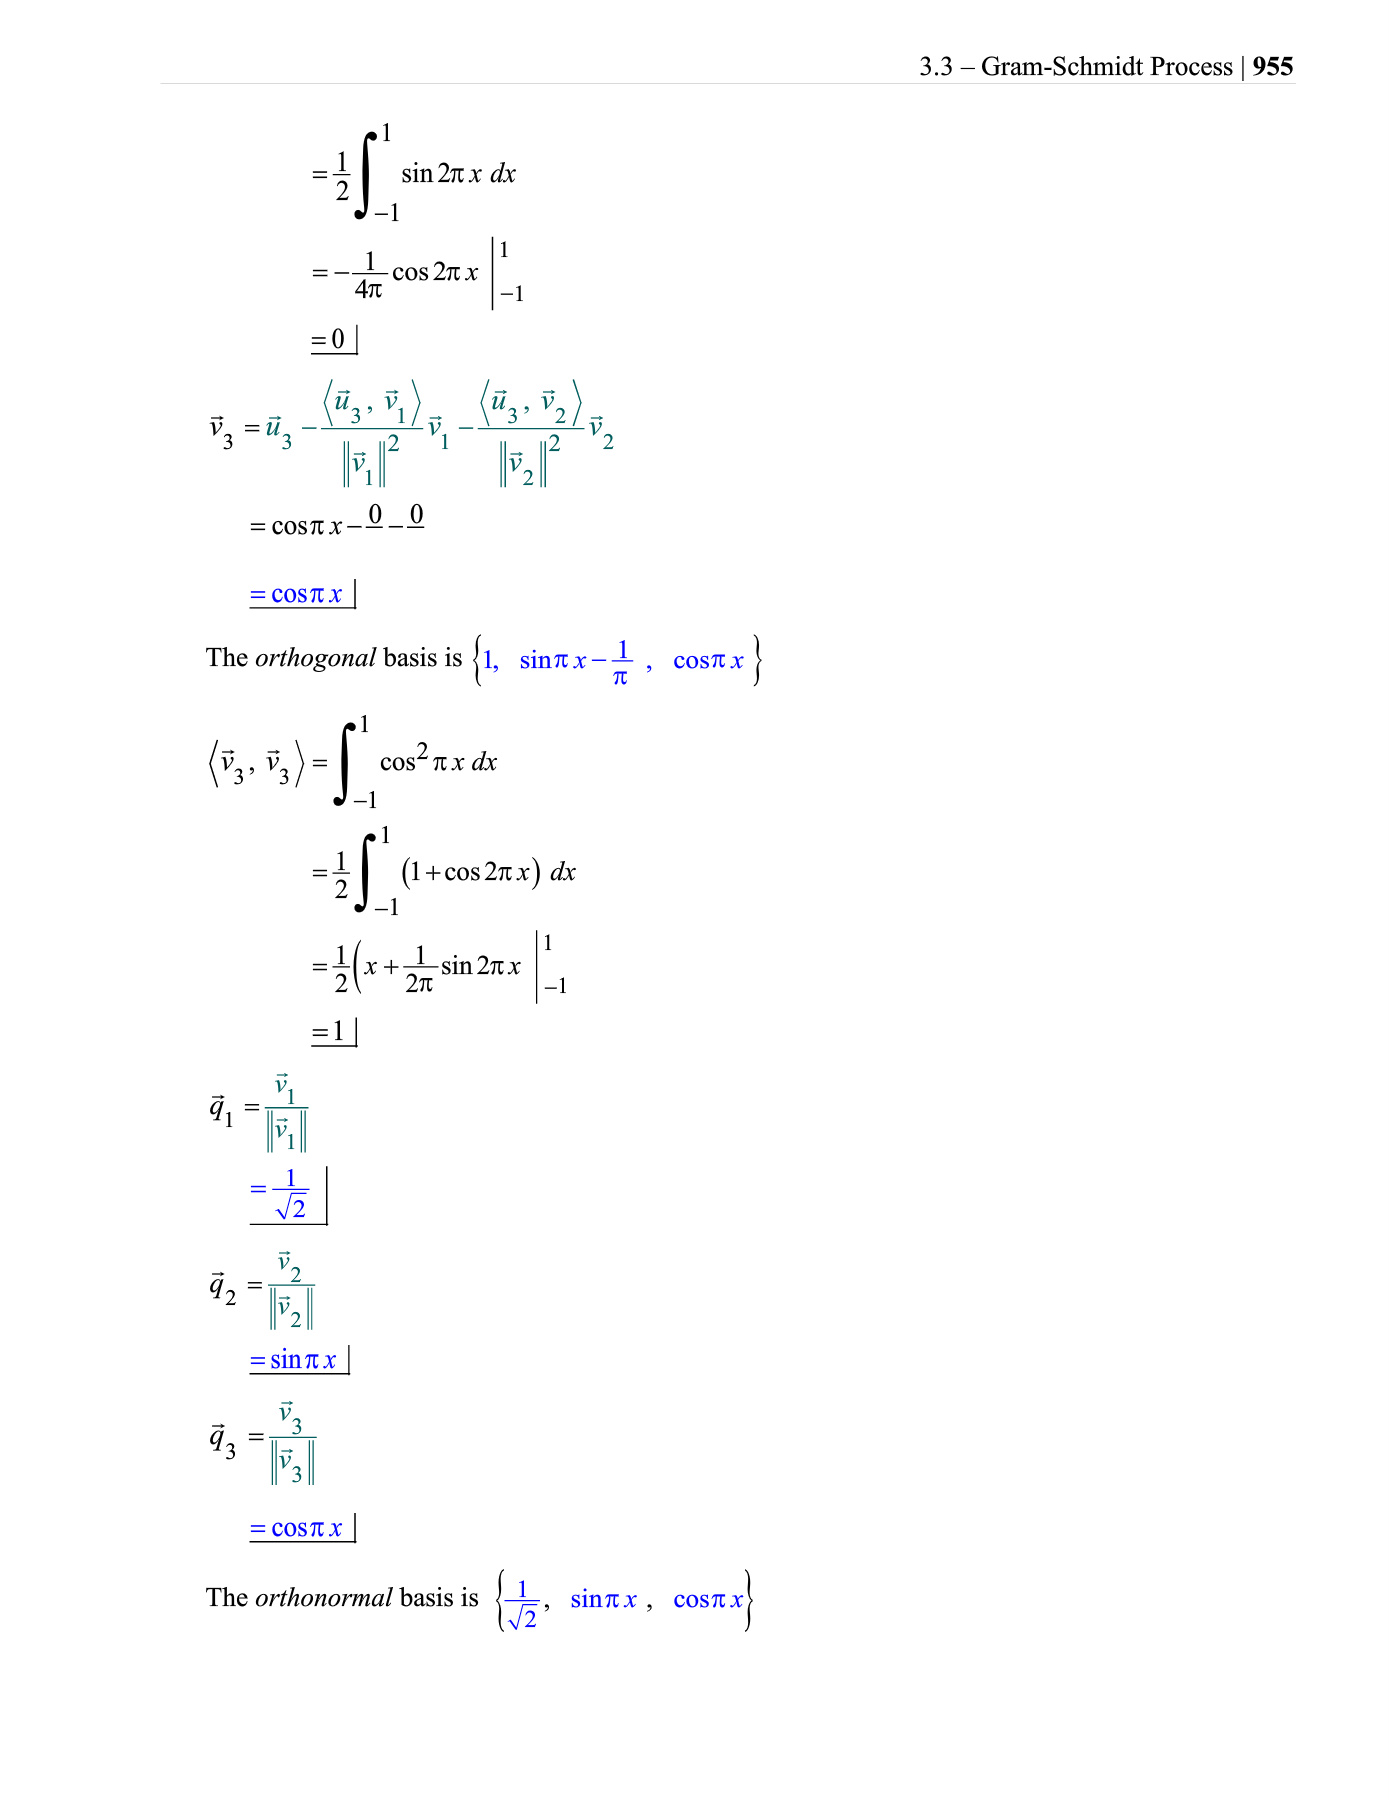 3.3 – Gram-Schmidt Process | 955
= \frac{1}{2} \int_{-1}^{1} \sin 2\pi x \, dx
= -\frac{1}{4\pi} \cos 2\pi x \Big|_{-1}^{1}
= 0
\vec{v}_3 = \vec{u}_3 - \frac{\langle \vec{u}_3, \vec{v}_1 \rangle}{\|\vec{v}_1\|^2} \vec{v}_1 - \frac{\langle \vec{u}_3, \vec{v}_2 \rangle}{\|\vec{v}_2\|^2} \vec{v}_2
= \cos \pi x - \underline{0} - \underline{0}
= \cos \pi x
The orthogonal basis is \left\{ 1, \sin \pi x - \frac{1}{\pi}, \cos \pi x \right\}
\langle \vec{v}_3, \vec{v}_3 \rangle = \int_{-1}^{1} \cos^2 \pi x \, dx
= \frac{1}{2} \int_{-1}^{1} (1 + \cos 2\pi x) \, dx
= \frac{1}{2} \left( x + \frac{1}{2\pi} \sin 2\pi x \right. \Big|_{-1}^{1}
= 1
\vec{q}_1 = \frac{\vec{v}_1}{\|\vec{v}_1\|}
= \frac{1}{\sqrt{2}}
\vec{q}_2 = \frac{\vec{v}_2}{\|\vec{v}_2\|}
= \sin \pi x
\vec{q}_3 = \frac{\vec{v}_3}{\|\vec{v}_3\|}
= \cos \pi x
The orthonormal basis is \left\{ \frac{1}{\sqrt{2}}, \sin \pi x, \cos \pi x \right\}